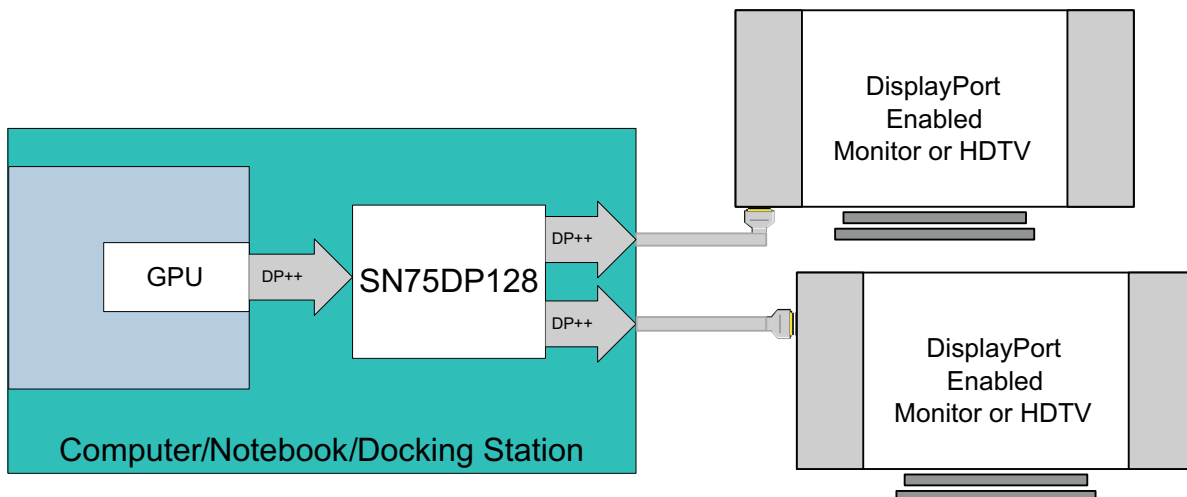 DisplayPort
Enabled
Monitor or HDTV
GPU
DP++
SN75DP128
DP++
DP++
DisplayPort
Enabled
Monitor or HDTV
Computer/Notebook/Docking Station